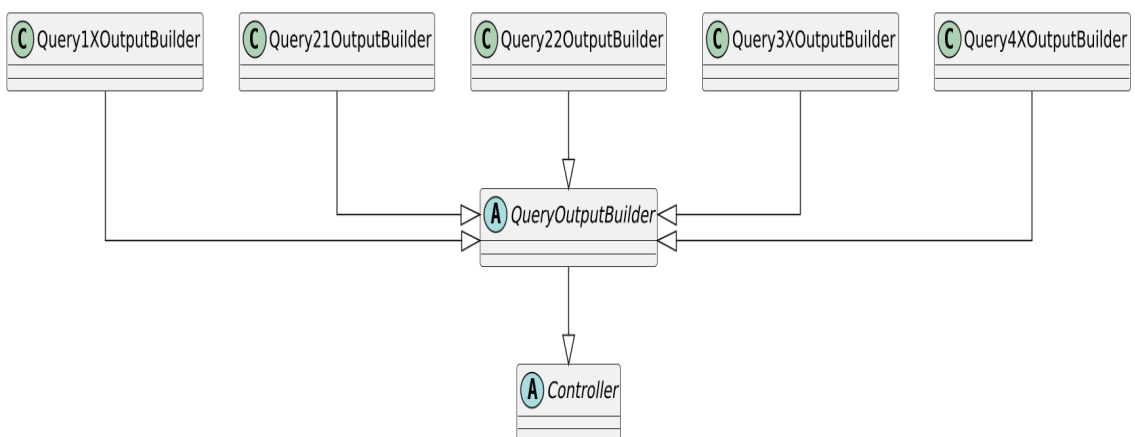 C Query1XOutputBuilder
C Query21OutputBuilder
C Query22OutputBuilder
C Query3XOutputBuilder
C Query4XOutputBuilder
A QueryOutputBuilder
A Controller